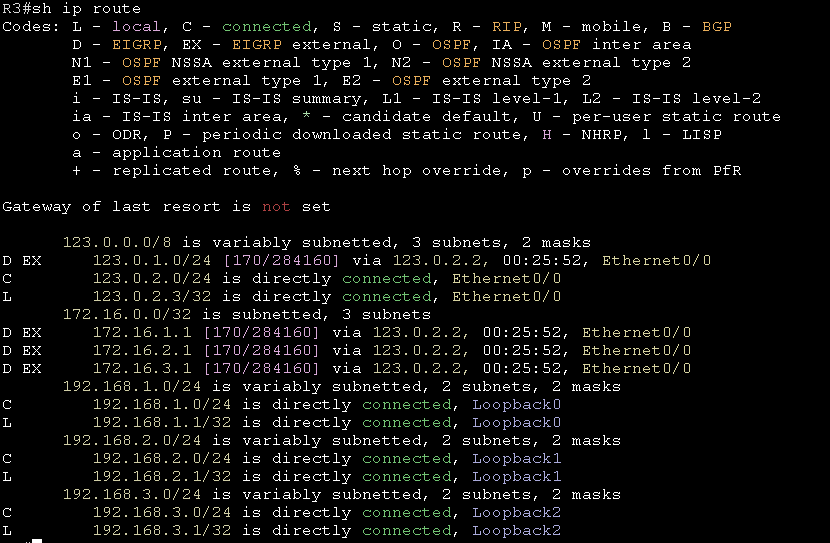 R3#sh ip route
Codes: L - local, C - connected, S - static, R - RIP, M - mobile, B - BGP
D - EIGRP, EX - EIGRP external, O - OSPF, IA - OSPF inter area
N1 - OSPF NSSA external type 1, N2 - OSPF NSSA external type 2
E1 - OSPF external type 1, E2 - OSPF external type 2
i - IS-IS, su - IS-IS summary, L1 - IS-IS level-1, L2 - IS-IS level-2
ia - IS-IS inter area, * - candidate default, U - per-user static route
o - ODR, P - periodic downloaded static route, H - NHRP, l - LISP
a - application route
+ - replicated route, % - next hop override, p - overrides from PfR
Gateway of last resort is not set
123.0.0.0/8 is variably subnetted, 3 subnets, 2 masks
D EX 123.0.1.0/24 [170/284160] via 123.0.2.2, 00:25:52, Ethernet0/0
C 123.0.2.0/24 is directly connected, Ethernet0/0
L 123.0.2.3/32 is directly connected, Ethernet0/0
172.16.0.0/32 is subnetted, 3 subnets
D EX 172.16.1.1 [170/284160] via 123.0.2.2, 00:25:52, Ethernet0/0
D EX 172.16.2.1 [170/284160] via 123.0.2.2, 00:25:52, Ethernet0/0
D EX 172.16.3.1 [170/284160] via 123.0.2.2, 00:25:52, Ethernet0/0
192.168.1.0/24 is variably subnetted, 2 subnets, 2 masks
C 192.168.1.0/24 is directly connected, Loopback0
L 192.168.1.1/32 is directly connected, Loopback0
192.168.2.0/24 is variably subnetted, 2 subnets, 2 masks
C 192.168.2.0/24 is directly connected, Loopback1
L 192.168.2.1/32 is directly connected, Loopback1
192.168.3.0/24 is variably subnetted, 2 subnets, 2 masks
C 192.168.3.0/24 is directly connected, Loopback2
L 192.168.3.1/32 is directly connected, Loopback2